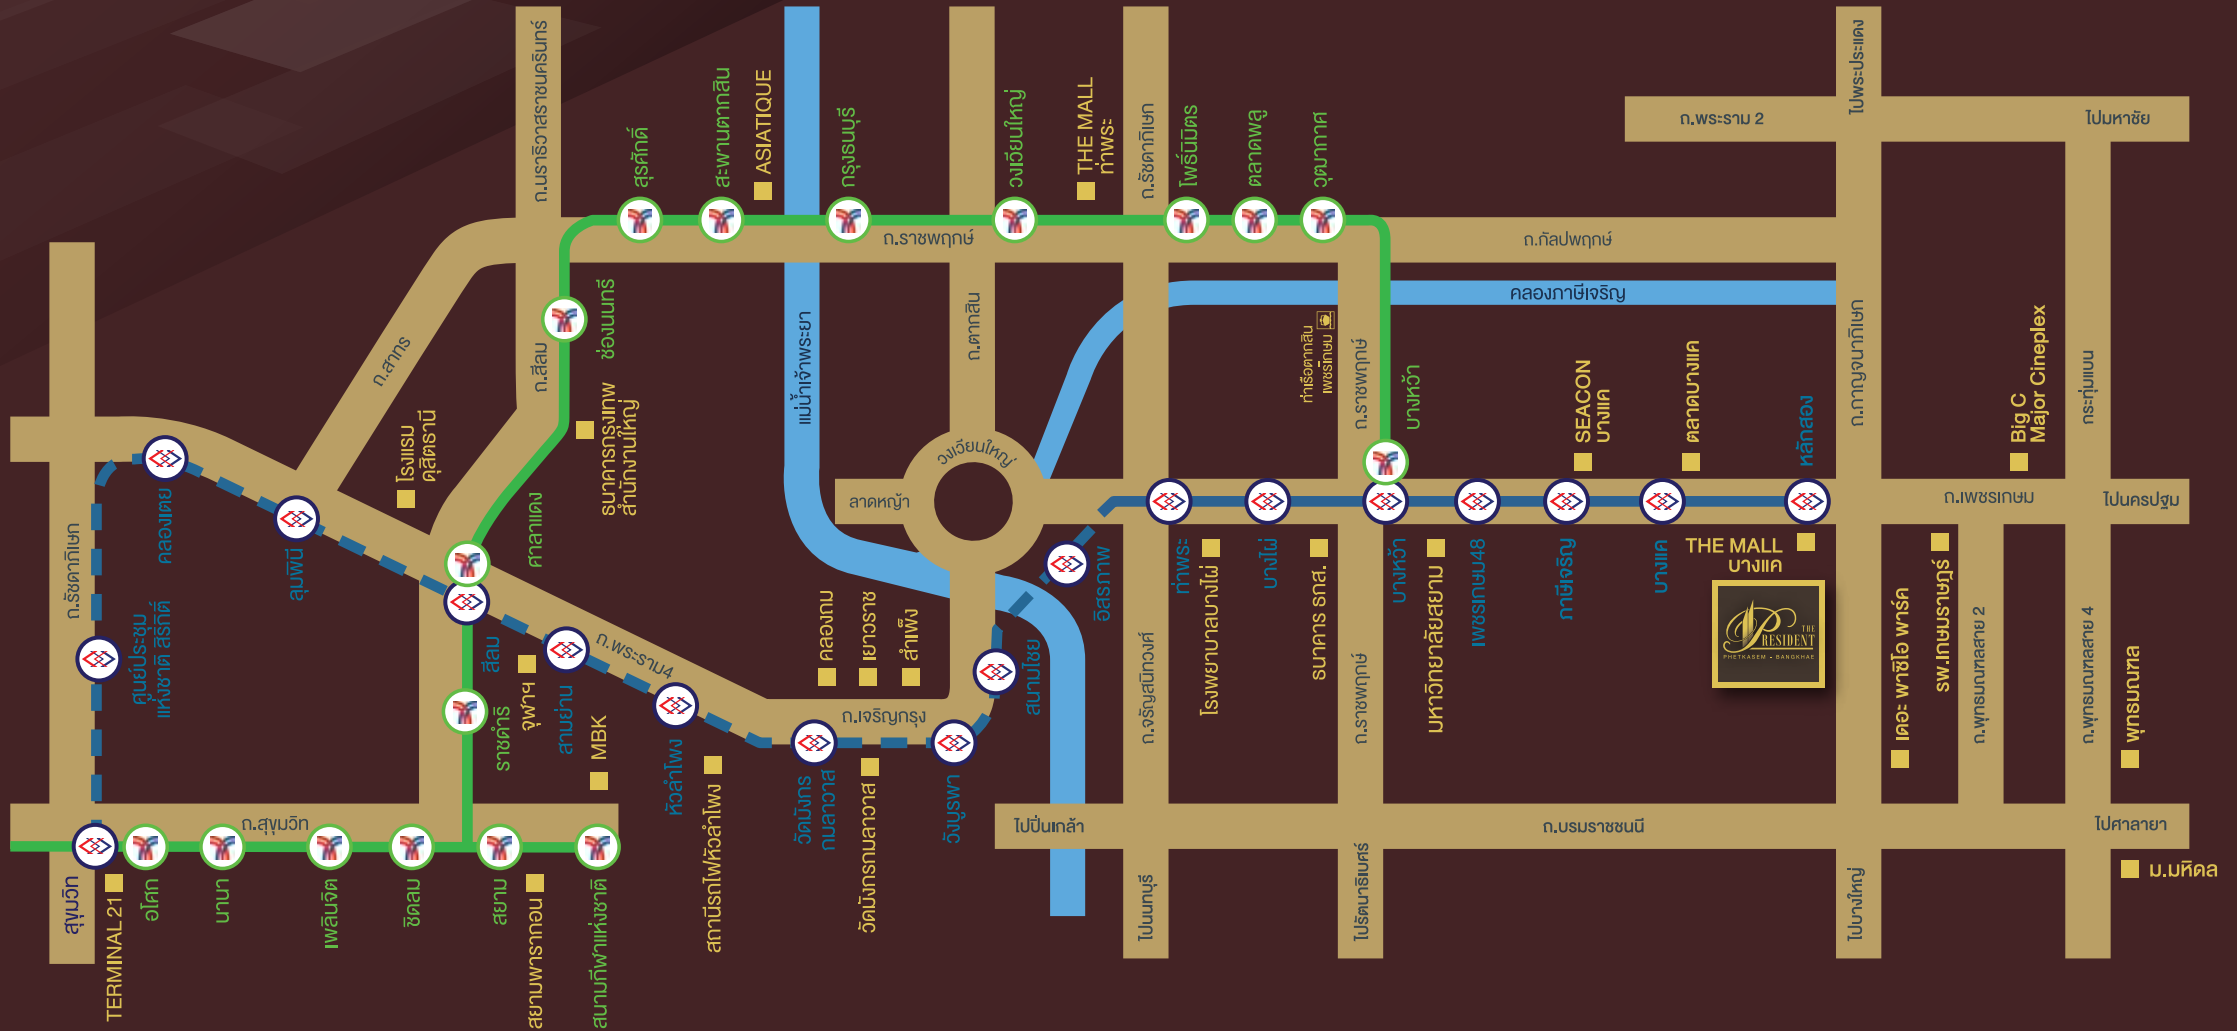 ถ.นราธิวาสราชนครินทร์
สุรศักดิ์
สะพานตากสิน
ASIATIQUE
กรุงธนบุรี
วงเวียนใหญ่
THE MALL
ท่าพระ
ถ.รัชดาภิเษก
โพธิ์นิมิตร
ตลาดพลู
วุฒากาศ
ถ.พระราม 2
ไปพระประแดง
ไปมหาชัย
ถ.ราชพฤกษ์
ถ.กัลปพฤกษ์
คลองภาษีเจริญ
ถ.สาทร
ถ.สีลม
ช่องนนทรี
แม่น้ำเจ้าพระยา
ถ.ตากสิน
ท่าเรือตากสิน
เพชรเกษม
ถ.ราชพฤกษ์
บางหว้า
SEACON
บางแค
ตลาดบางแค
หลักสอง
ถ.กาญจนาภิเษก
Big C
Major Cineplex
กระทุ่มแบน
โรงแรม
ดุสิตธานี
ธนาคารกรุงเทพ
สำนักงานใหญ่
วงเวียนใหญ่
ลาดหญ้า
ถ.เพชรเกษม
ไปนครปฐม
ถ.รัชดาภิเษก
คลองเตย
ลุมพินี
ศาลาแดง
ศูนย์ประชุม
แห่งชาติ สิริกิติ์
สีลม
จุฬาฯ
สามย่าน
ถ.พระราม4
ราชดำริ
MBK
หัวลำโพง
คลองถม
เยาวราช
สำเพ็ง
ถ.เจริญกรุง
สนามไชย
อิสรภาพ
ท่าพระ
โรงพยาบาลบางไผ่
บางไผ่
ธนาคาร ธกส.
บางหว้า
มหาวิทยาลัยสยาม
เพชรเกษม48
ภาษีเจริญ
บางแค
THE MALL
บางแค
THE
PRESIDENT
PHETKASEM - BANGKHAE
เดอะ พาซิโอ พาร์ค
รพ.เกษมราษฎร์
ถ.พุทธมณฑลสาย 2
ถ.พุทธมณฑลสาย 4
พุทธมณฑล
ถ.จรัญสนิทวงศ์
ถ.ราชพฤกษ์
ถ.สุขุมวิท
สถานีรถไฟหัวลำโพง
วัดมังกร
กมลาวาส
วัดมังกรกมลาวาส
วังบูรพา
ไปปิ่นเกล้า
ถ.บรมราชชนนี
ไปศาลายา
สุขุมวิท
TERMINAL 21
อโศก
นานา
เพลินจิต
ชิดลม
สยาม
สยามพารากอน
สนามกีฬาแห่งชาติ
ไปนนทบุรี
ไปรัตนาธิเบศร์
ไปบางใหญ่
ม.มหิดล